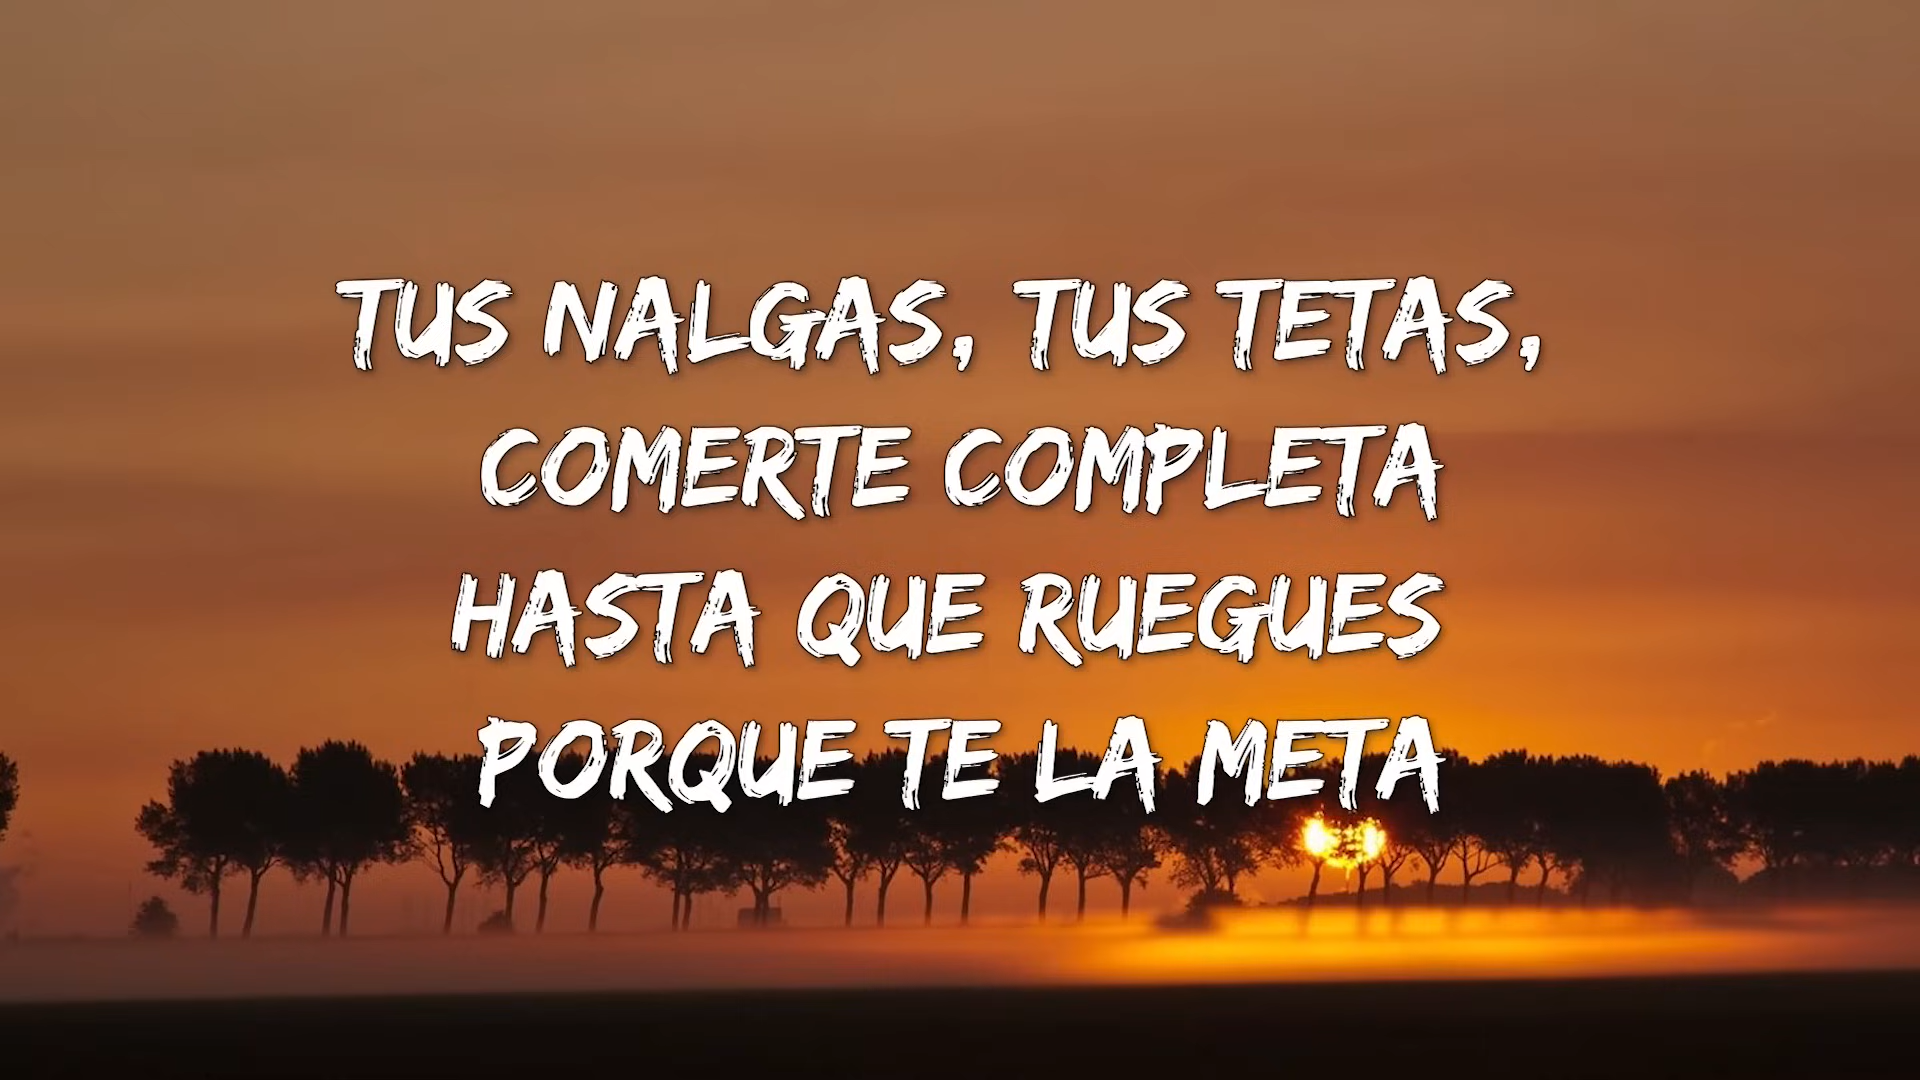 TUS NALGAS, TUS TETAS,
COMERTE COMPLETA
HASTA QUE RUEGUES
PORQUE TE LA META